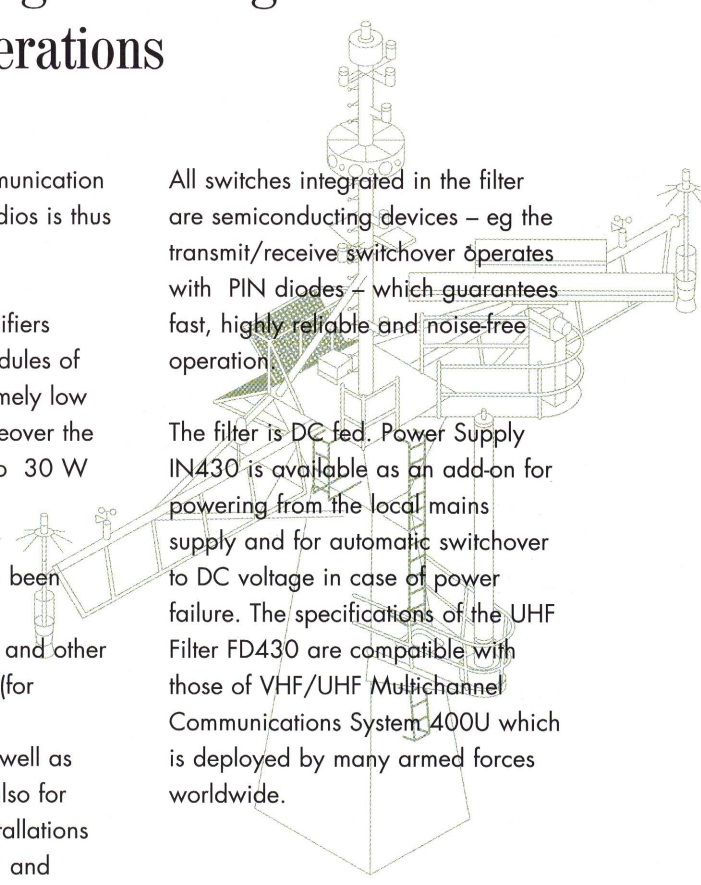 erations
munication
dios is thus
ifiers
dules of
mely low
eover the
30 W
been
and other
(for
well as
lso for
tallations
and
All switches integrated in the filter
are semiconducting devices – eg the
transmit/receive switchover operates
with PIN diodes – which guarantees
fast, highly reliable and noise-free
operation.
The filter is DC fed. Power Supply
IN430 is available as an add-on for
powering from the local mains
supply and for automatic switchover
to DC voltage in case of power
failure. The specifications of the UHF
Filter FD430 are compatible with
those of VHF/UHF Multichannel
Communications System 400U which
is deployed by many armed forces
worldwide.